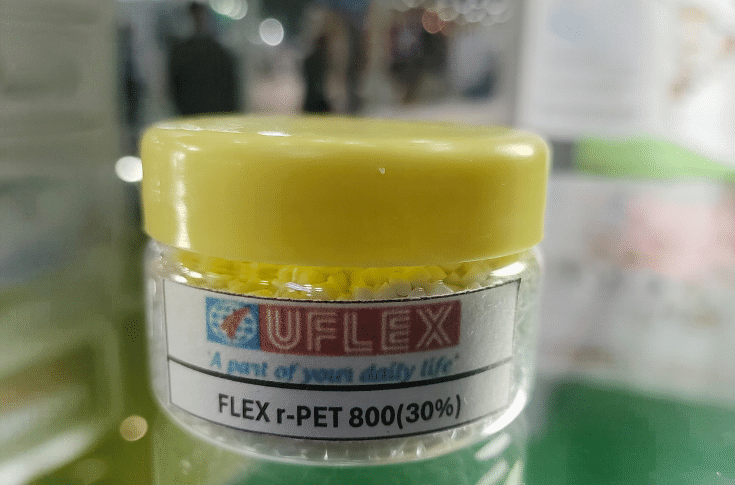 UFLEX
'A part of your daily life'
FLEX r-PET 800(30%)